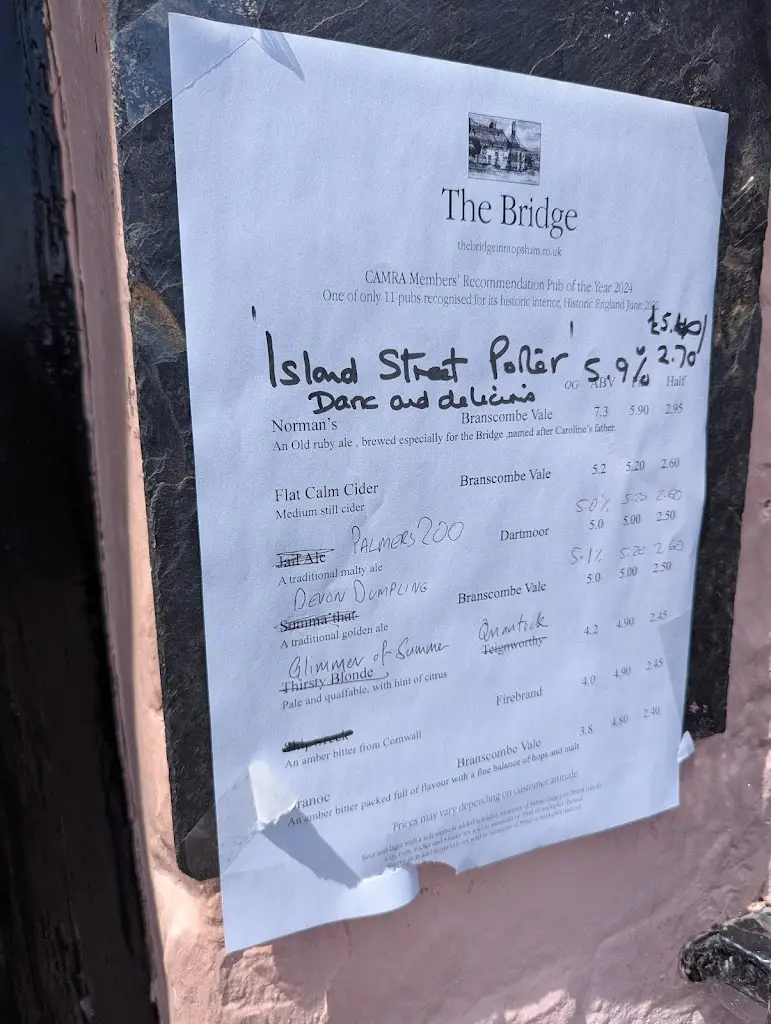 The Bridge
thebridgeinntopsham.co.uk
CAMRA Members' Recommendation Pub of the Year 2024
One of only 11 pubs recognised for its historic interior, Historic England June
£5.40
'Island Street Porter' 5.9% 2.70
Dark and delicious
OG ABV Half
Norman's Branscombe Vale 7.3 5.90 2.95
An Old ruby ale , brewed especially for the Bridge ,named after Caroline's father.
Flat Calm Cider Branscombe Vale 5.2 5.20 2.60
Medium still cider
PALMERS 200 5.0% 5.20 2.60
Jail Ale Dartmoor 5.0 5.00 2.50
A traditional malty ale
DEVON DUMPLING 5.1% 5.20 2.60
Summa'that Branscombe Vale 5.0 5.00 2.50
A traditional golden ale
Glimmer of Summer Quantock
Thirsty Blonde Teignworthy 4.2 4.90 2.45
Pale and quaffable, with hint of citrus
Firebrand 4.0 4.90 2.45
An amber bitter from Cornwall
ranoc Branscombe Vale 3.8 4.80 2.40
An amber bitter packed full of flavour with a fine balance of hops and malt
Prices may vary depending on customer attitude